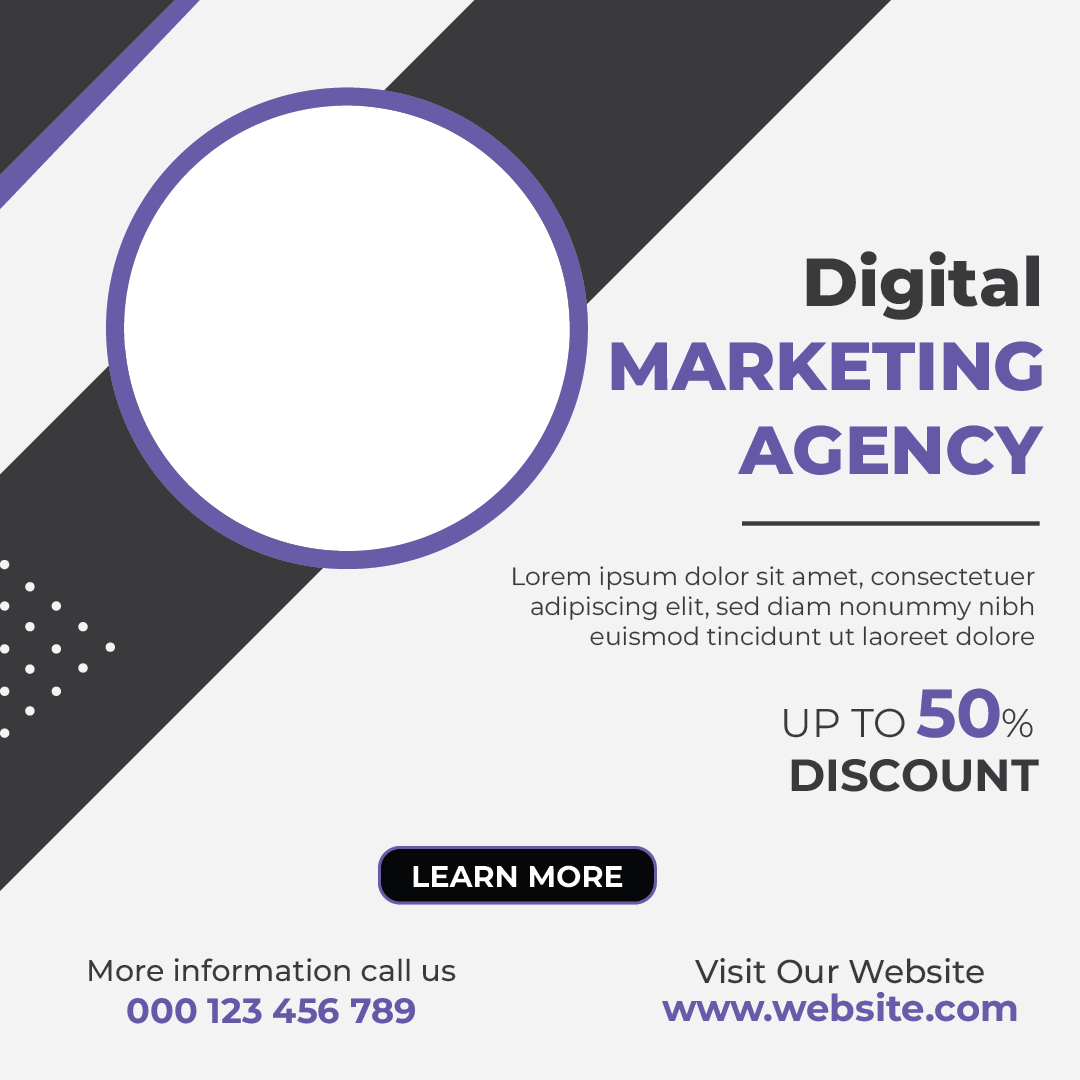 Digital
MARKETING
AGENCY
Lorem ipsum dolor sit amet, consectetuer
adipiscing elit, sed diam nonummy nibh
euismod tincidunt ut laoreet dolore
UP TO 50%
DISCOUNT
LEARN MORE
More information call us
000 123 456 789
Visit Our Website
www.website.com